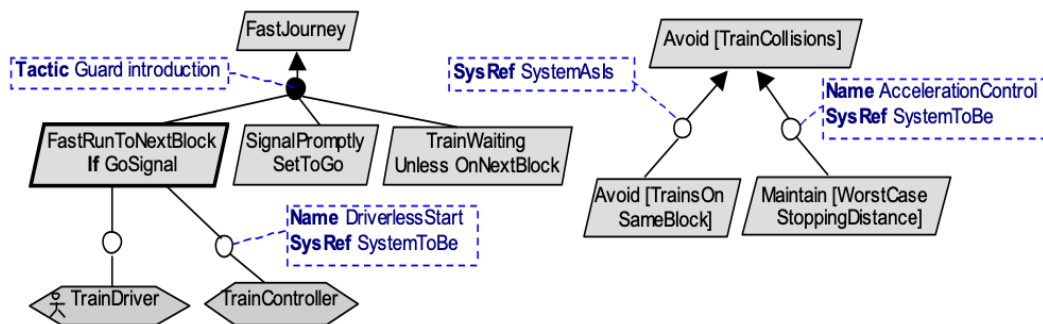 FastJourney
Tactic Guard introduction
FastRunToNextBlock
If GoSignal
SignalPromptly
SetToGo
TrainWaiting
Unless OnNextBlock
Name DriverlessStart
SysRef SystemToBe
TrainDriver
TrainController
Avoid [TrainCollisions]
SysRef SystemAsIs
Name AccelerationControl
SysRef SystemToBe
Avoid [TrainsOn
SameBlock]
Maintain [WorstCase
StoppingDistance]